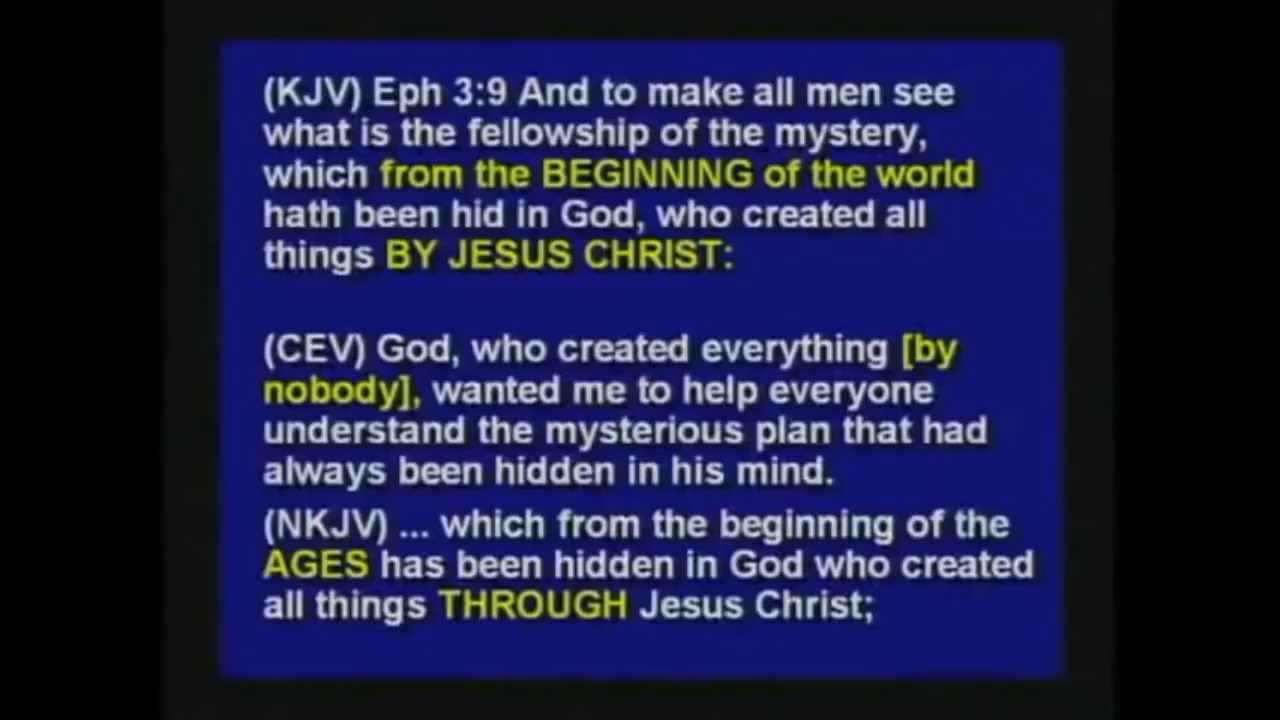 (KJV) Eph 3:9 And to make all men see
what is the fellowship of the mystery,
which from the BEGINNING of the world
hath been hid in God, who created all
things BY JESUS CHRIST:
(CEV) God, who created everything [by
nobody], wanted me to help everyone
understand the mysterious plan that had
always been hidden in his mind.
(NKJV) ... which from the beginning of the
AGES has been hidden in God who created
all things THROUGH Jesus Christ;